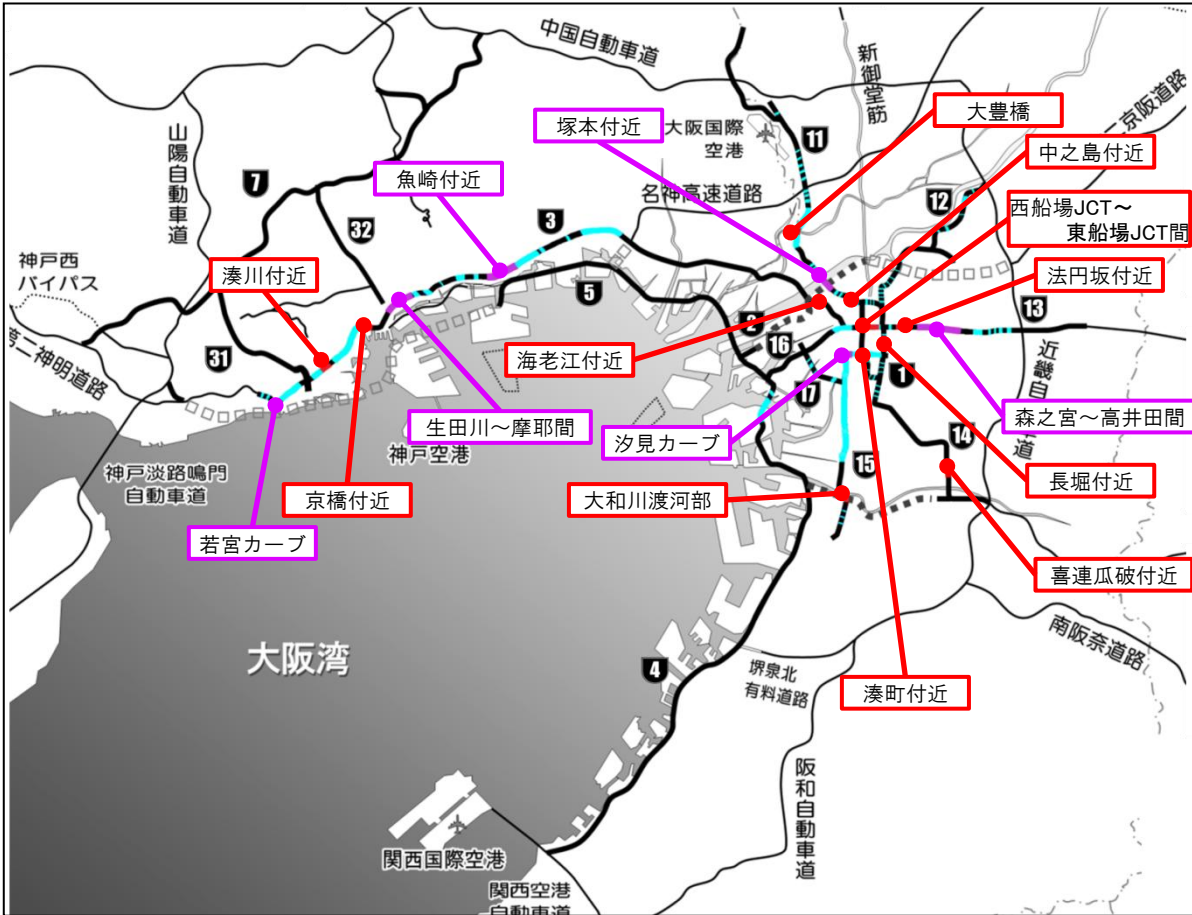 中国自動車道
新御堂筋
大豊橋
塚本付近
大阪国際
空港
11
二京阪道路
中之島付近
山陽自動車道
7
魚崎付近
名神高速道路
12
西船場JCT～
東船場JCT間
32
3
神戸西
バイパス
湊川付近
法円坂付近
5
13
16
31
海老江付近
第二神明道路
1
17
近畿自動車道
生田川～摩耶間
汐見カーブ
森之宮～高井田間
神戸空港
14
15
神戸淡路鳴門
自動車道
京橋付近
大和川渡河部
長堀付近
若宮カーブ
喜連瓜破付近
大阪湾
南阪奈道路
4
堺泉北
有料道路
湊町付近
阪和自動車道
関西国際空港
関西空港
自動車道